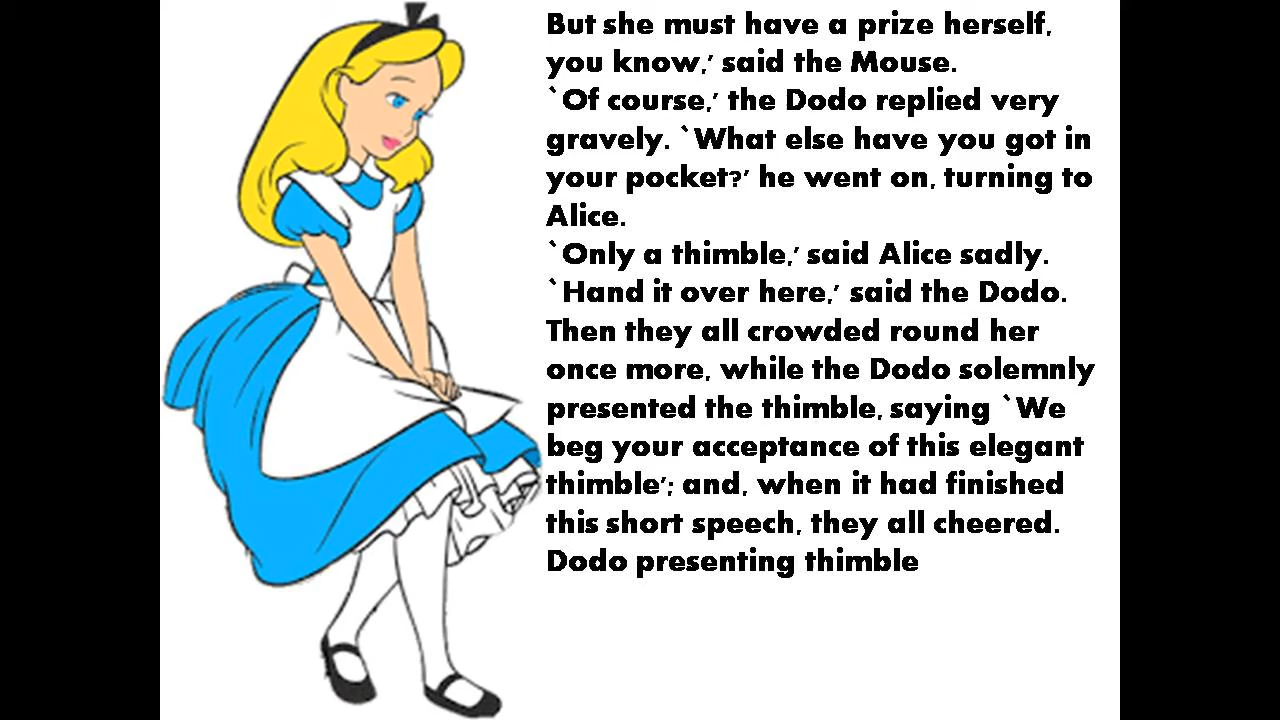 But she must have a prize herself,
you know,' said the Mouse.
`Of course,' the Dodo replied very
gravely. `What else have you got in
your pocket?' he went on, turning to
Alice.
`Only a thimble,' said Alice sadly.
`Hand it over here,' said the Dodo.
Then they all crowded round her
once more, while the Dodo solemnly
presented the thimble, saying `We
beg your acceptance of this elegant
thimble'; and, when it had finished
this short speech, they all cheered.
Dodo presenting thimble